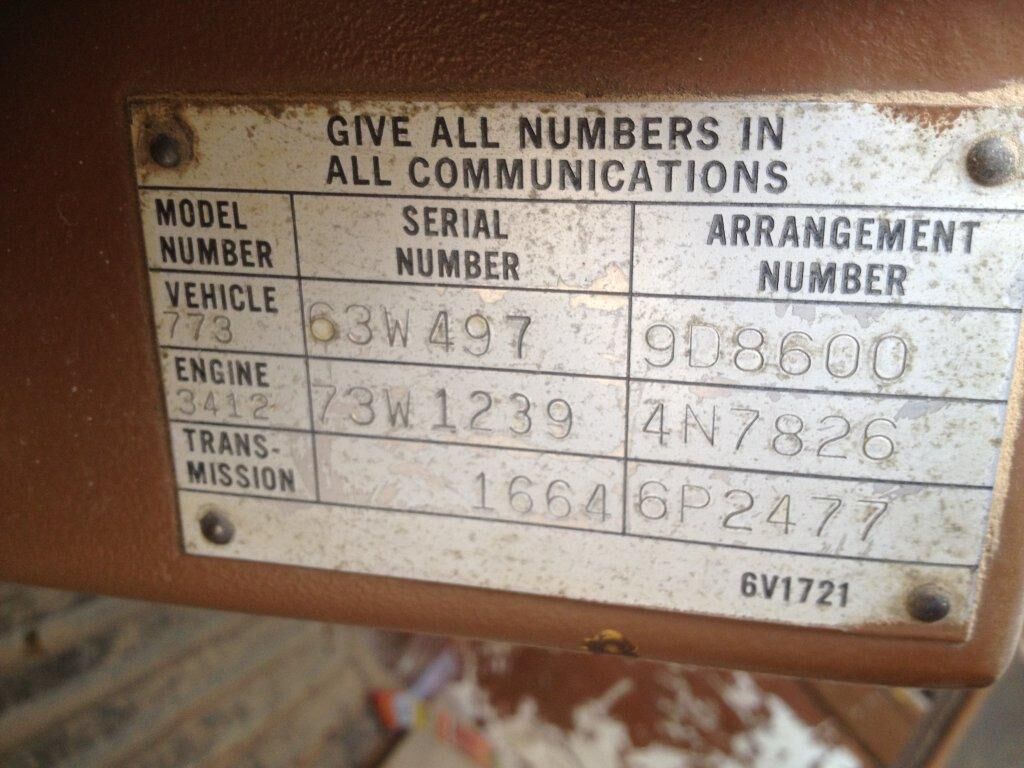 GIVE ALL NUMBERS IN
ALL COMMUNICATIONS
MODEL NUMBER
SERIAL NUMBER
ARRANGEMENT NUMBER
VEHICLE
773 63W497 9D8600
ENGINE
3412 73W1239 4N7826
TRANS-
MISSION 1664 6P2477
6V1721